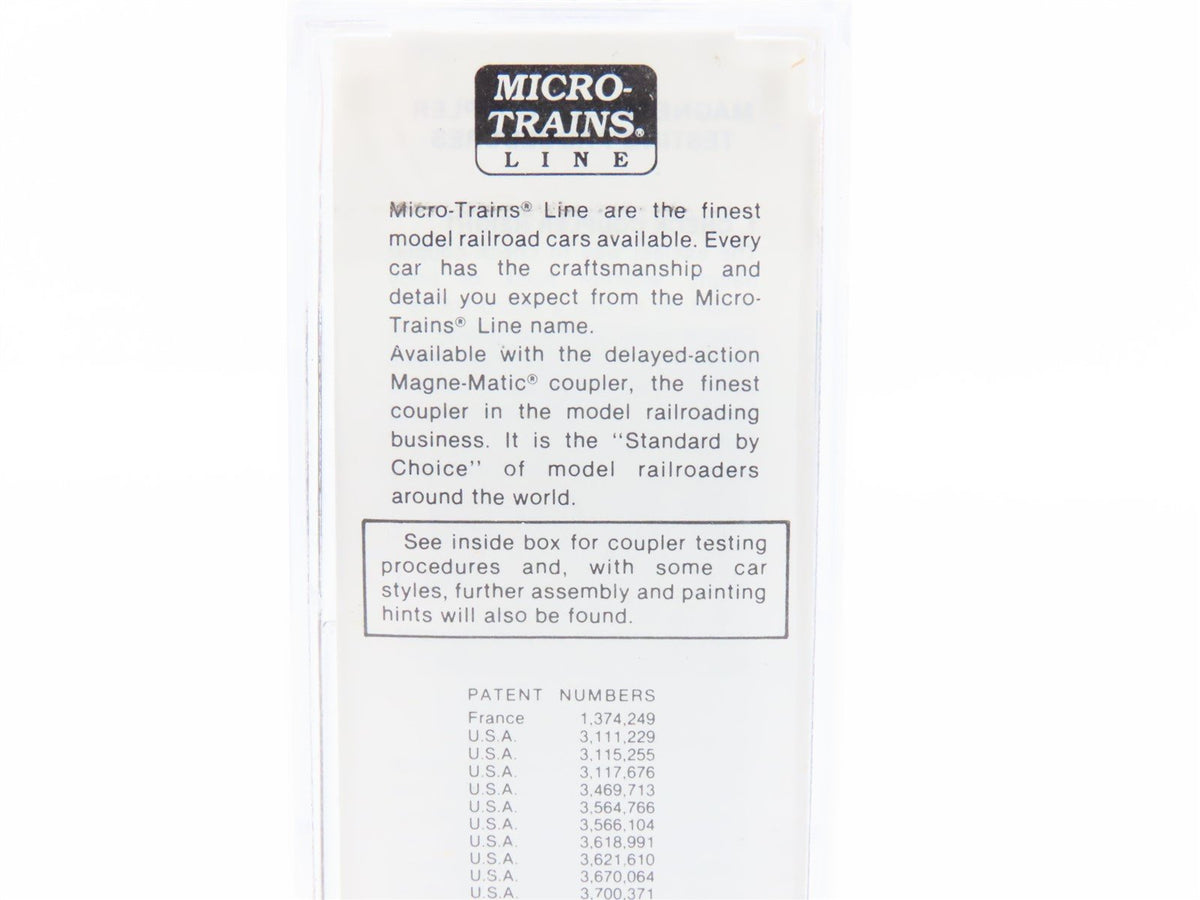 MICRO-
TRAINS®
LINE
Micro-Trains® Line are the finest
model railroad cars available. Every
car has the craftsmanship and
detail you expect from the Micro-
Trains® Line name.
Available with the delayed-action
Magne-Matic® coupler, the finest
coupler in the model railroading
business. It is the “Standard by
Choice” of model railroaders
around the world.
See inside box for coupler testing
procedures and, with some car
styles, further assembly and painting
hints will also be found.
PATENT NUMBERS
France 1,374,249
U.S.A. 3,111,229
U.S.A. 3,115,255
U.S.A. 3,117,676
U.S.A. 3,469,713
U.S.A. 3,564,766
U.S.A. 3,566,104
U.S.A. 3,618,991
U.S.A. 3,621,610
U.S.A. 3,670,064
U.S.A. 3,700,371